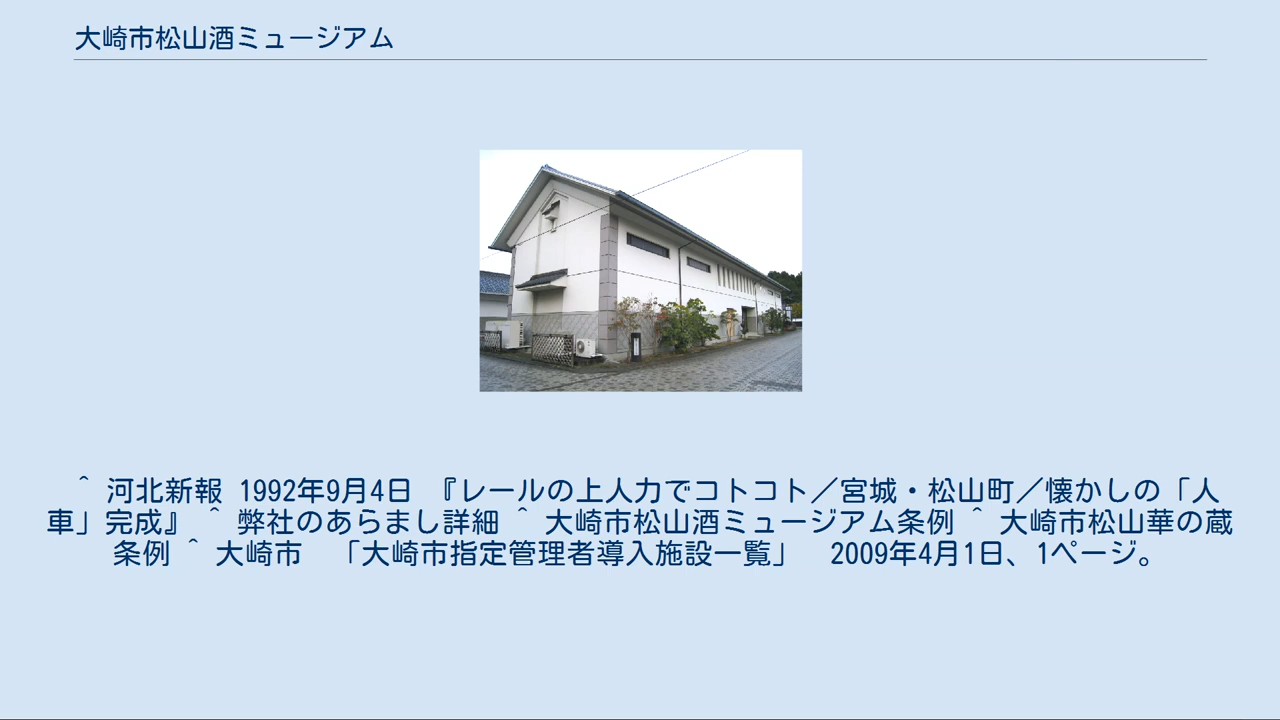 大崎市松山酒ミュージアム
^ 河北新報 1992年9月4日 『レールの上人力でコトコト／宮城・松山町／懐かしの「人
車」完成』 ^ 弊社のあらまし詳細 ^ 大崎市松山酒ミュージアム条例 ^ 大崎市松山華の蔵
条例 ^ 大崎市　「大崎市指定管理者導入施設一覧」　2009年4月1日、1ページ。